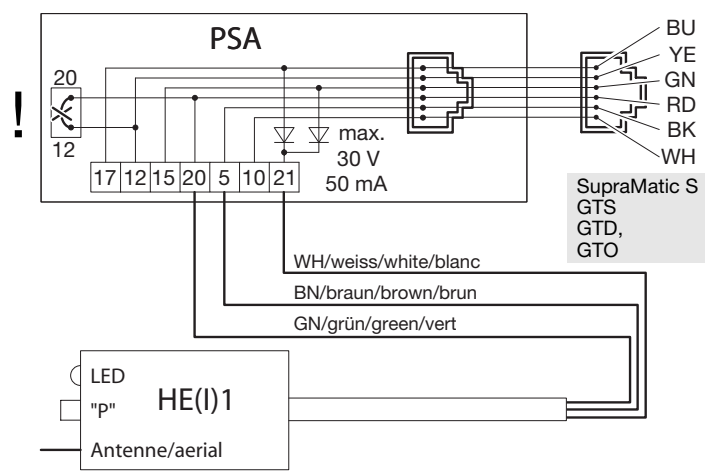 PSA
BU
YE
GN
RD
BK
WH
20
!
12
max.
30 V
50 mA
17 12 15 20 5 10 21
SupraMatic S
GTS
GTD,
GTO
WH/weiss/white/blanc
BN/braun/brown/brun
GN/grün/green/vert
LED
"P"
HE(I)1
Antenne/aerial